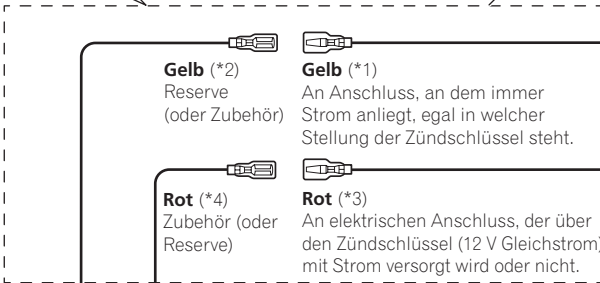 Gelb (*2)
Reserve
(oder Zubehör)
Gelb (*1)
An Anschluss, an dem immer
Strom anliegt, egal in welcher
Stellung der Zündschlüssel steht.
Rot (*4)
Zubehör (oder
Reserve)
Rot (*3)
An elektrischen Anschluss, der über
den Zündschlüssel (12 V Gleichstrom)
mit Strom versorgt wird oder nicht.